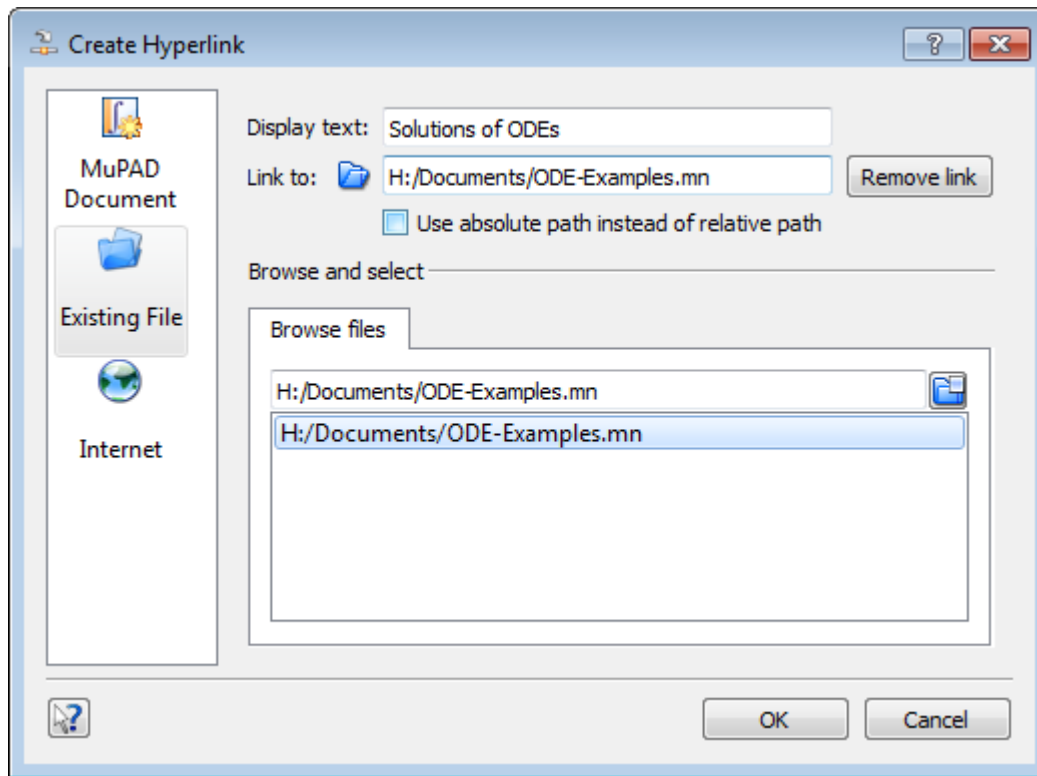 Create Hyperlink
MuPAD
Document
Existing File
Internet
Display text: Solutions of ODEs
Link to: H:/Documents/ODE-Examples.mn Remove link
Use absolute path instead of relative path
Browse and select
Browse files
H:/Documents/ODE-Examples.mn
H:/Documents/ODE-Examples.mn
OK Cancel